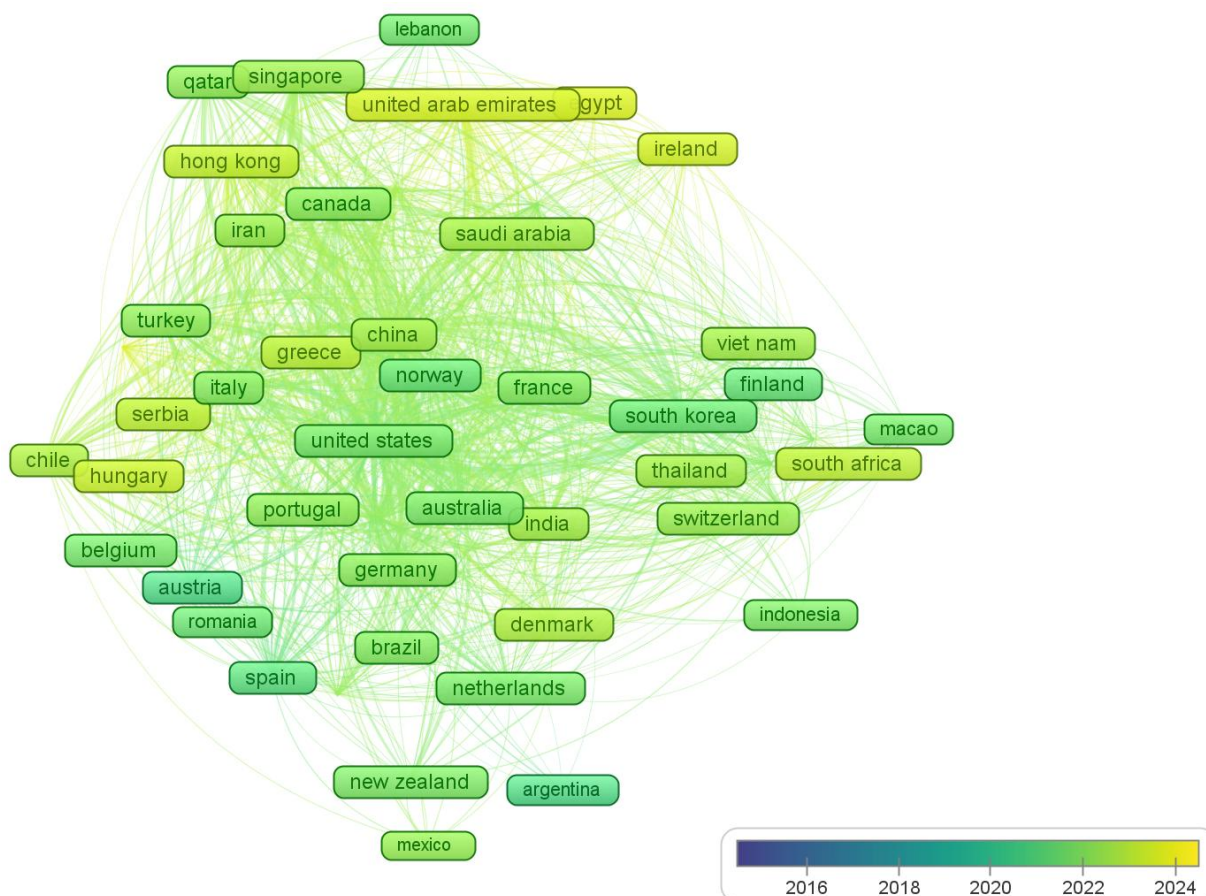 lebanon
qatar
singapore
united arab emirates
egypt
ireland
hong kong
canada
iran
saudi arabia
turkey
china
viet nam
greece
norway
finland
italy
france
serbia
south korea
macao
united states
chile
hungary
thailand
south africa
portugal
australia
india
switzerland
belgium
germany
austria
romania
indonesia
denmark
brazil
spain
netherlands
new zealand
argentina
mexico
2016 2018 2020 2022 2024